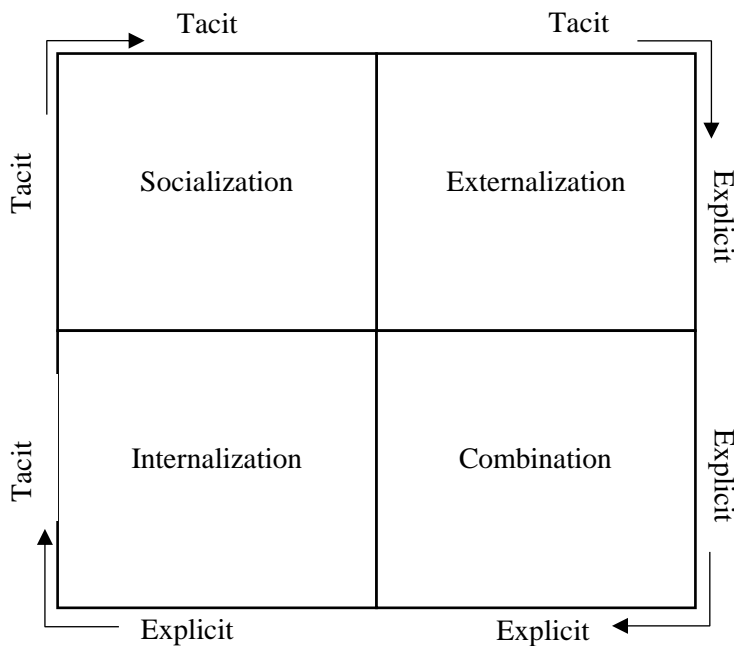 Tacit
Tacit
Tacit
Socialization
Externalization
Explicit
Tacit
Internalization
Combination
Explicit
Explicit
Explicit